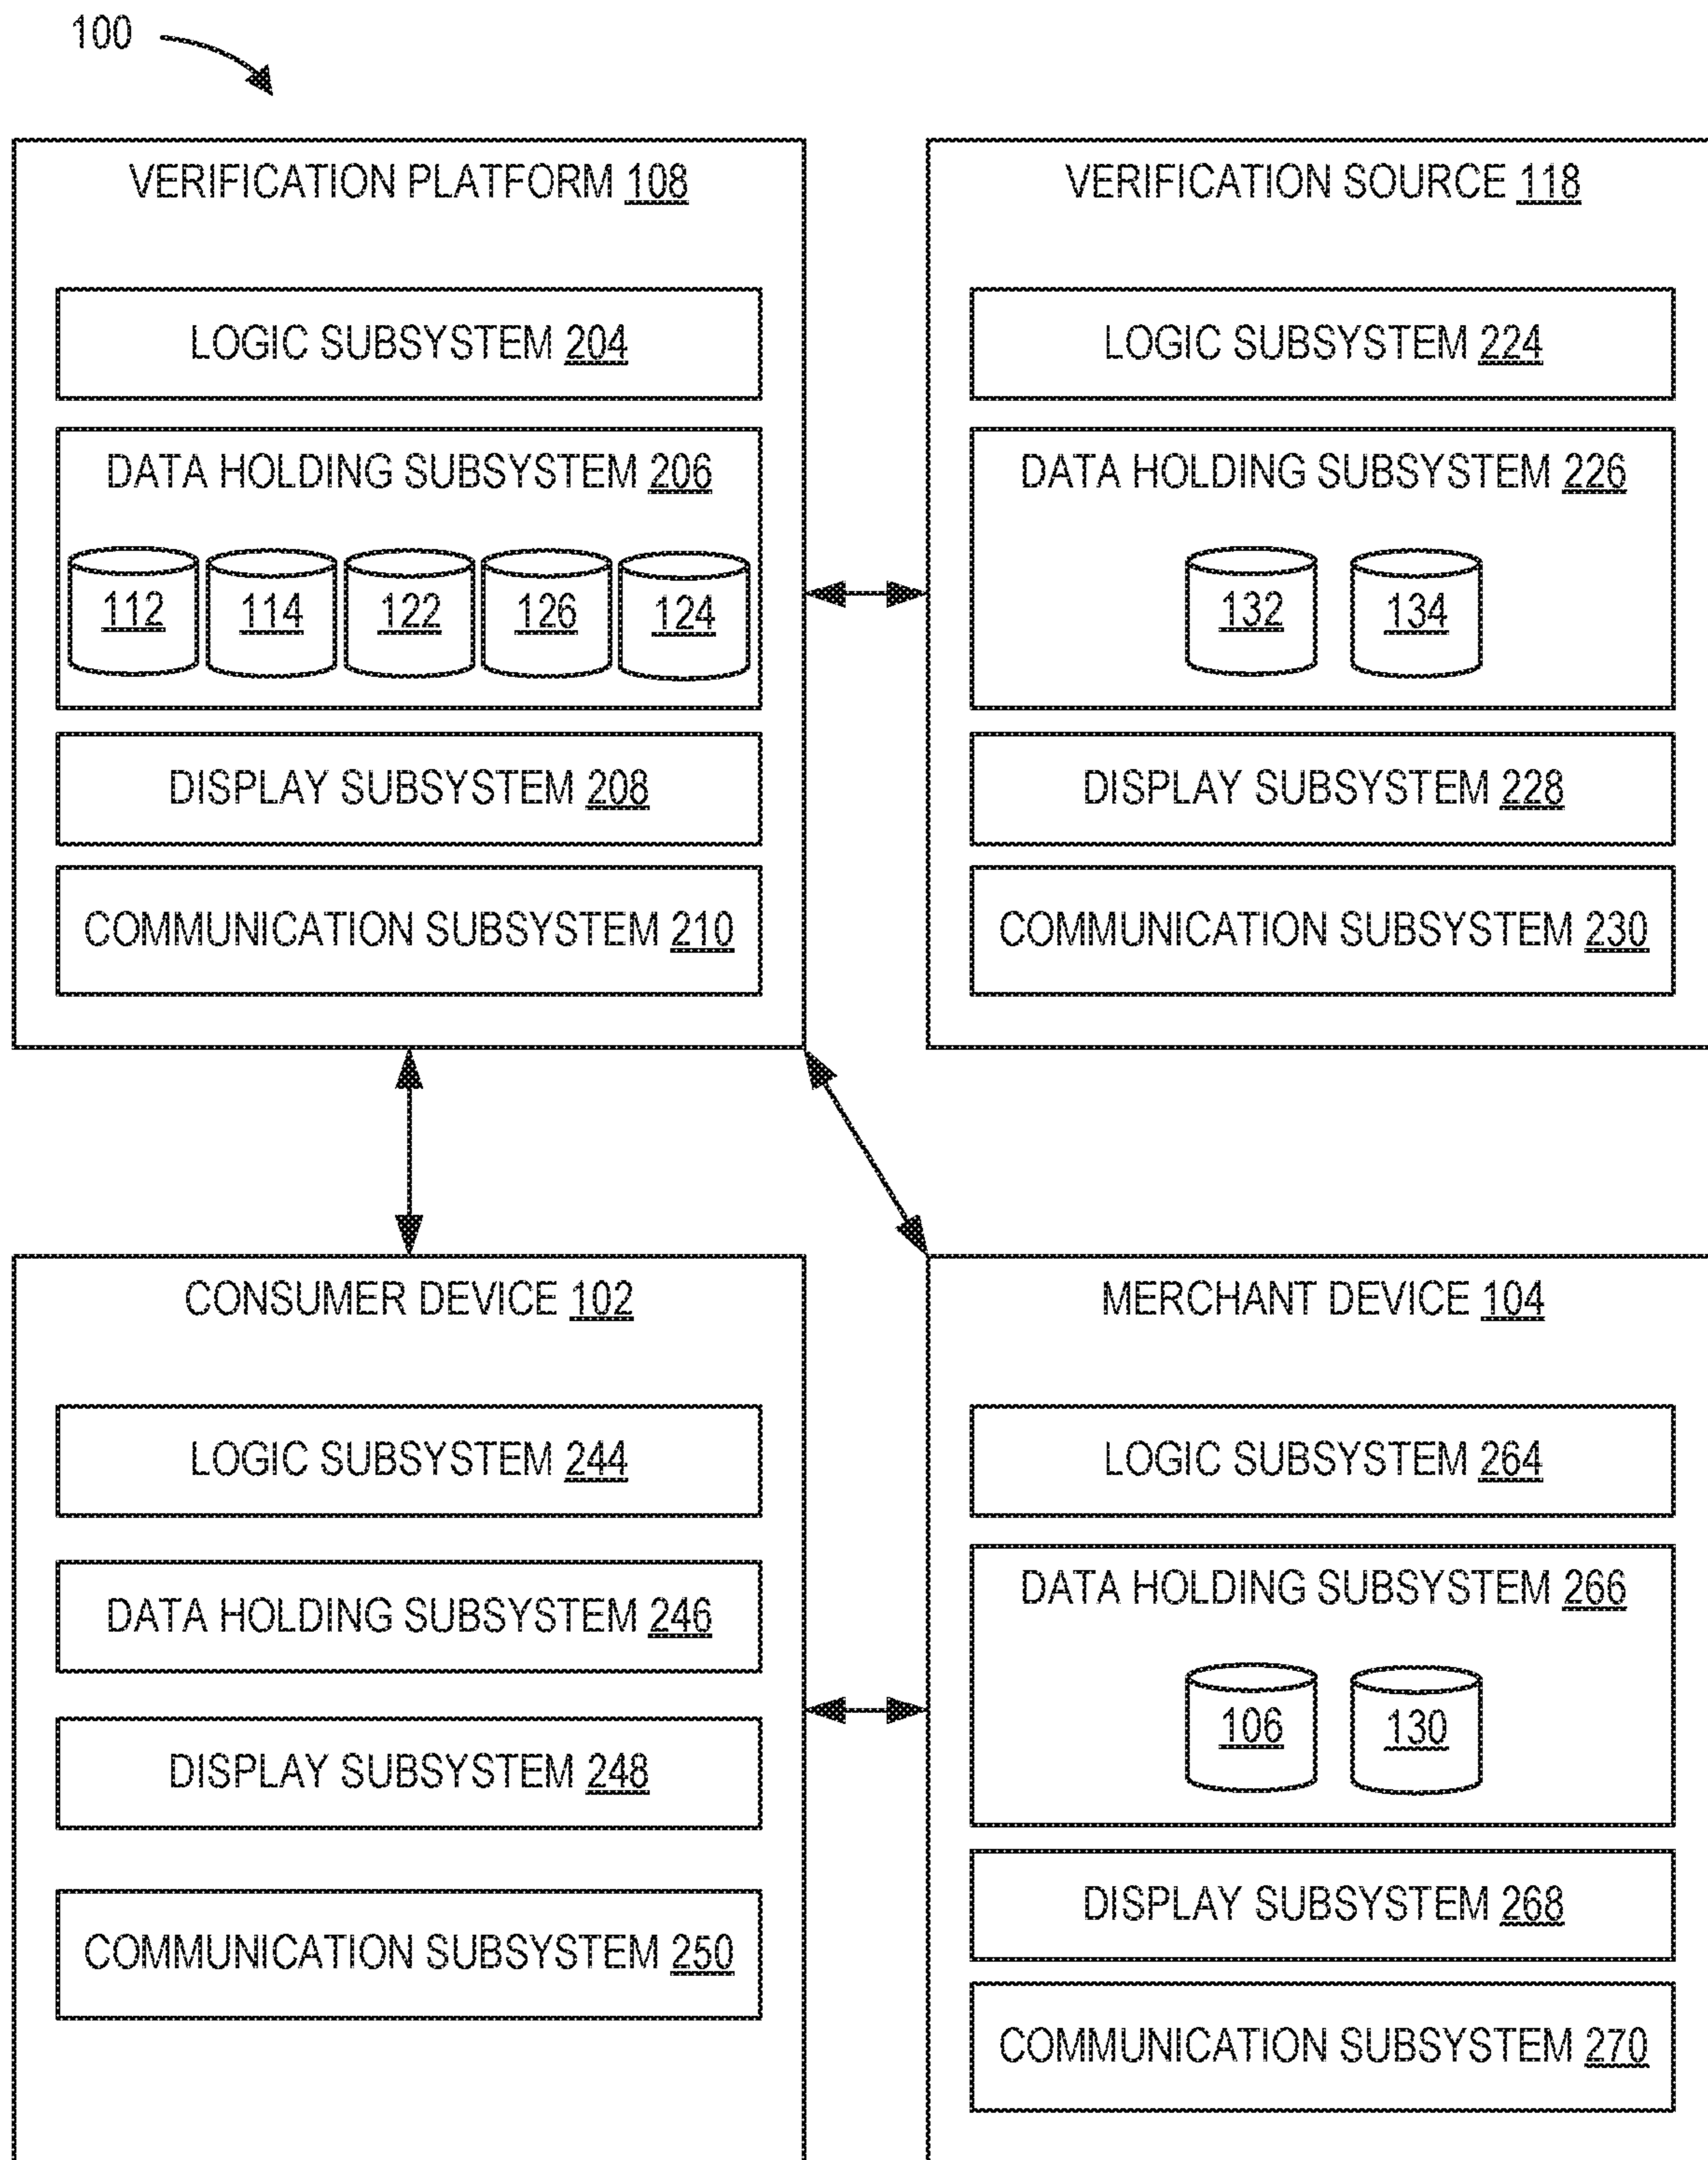 100
VERIFICATION PLATFORM 108
LOGIC SUBSYSTEM 204
DATA HOLDING SUBSYSTEM 206
112 114 122 126 124
DISPLAY SUBSYSTEM 208
COMMUNICATION SUBSYSTEM 210
VERIFICATION SOURCE 118
LOGIC SUBSYSTEM 224
DATA HOLDING SUBSYSTEM 226
132 134
DISPLAY SUBSYSTEM 228
COMMUNICATION SUBSYSTEM 230
CONSUMER DEVICE 102
LOGIC SUBSYSTEM 244
DATA HOLDING SUBSYSTEM 246
DISPLAY SUBSYSTEM 248
COMMUNICATION SUBSYSTEM 250
MERCHANT DEVICE 104
LOGIC SUBSYSTEM 264
DATA HOLDING SUBSYSTEM 266
106 130
DISPLAY SUBSYSTEM 268
COMMUNICATION SUBSYSTEM 270